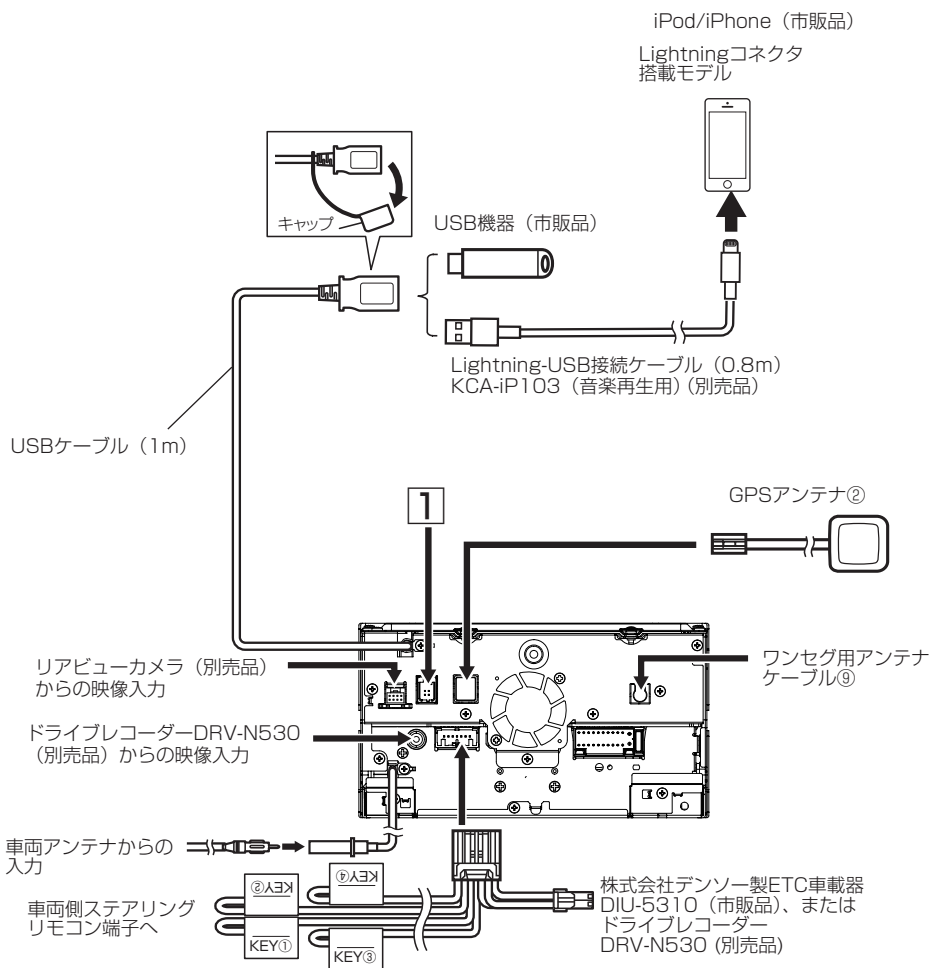 iPod/iPhone（市販品）
Lightningコネクタ
搭載モデル
キャップ
USB機器（市販品）
Lightning-USB接続ケーブル（0.8m）
KCA-iP103（音楽再生用）（別売品）
USBケーブル（1m）
1
GPSアンテナ②
リアビューカメラ（別売品）
からの映像入力
ワンセグ用アンテナ
ケーブル⑨
ドライブレコーダーDRV-N530
（別売品）からの映像入力
車両アンテナからの
入力
KEY②
KEY④
車両側ステアリング
リモコン端子へ
KEY①
KEY③
株式会社デンソー製ETC車載器
DIU-5310（市販品）、または
ドライブレコーダー
DRV-N530 (別売品)